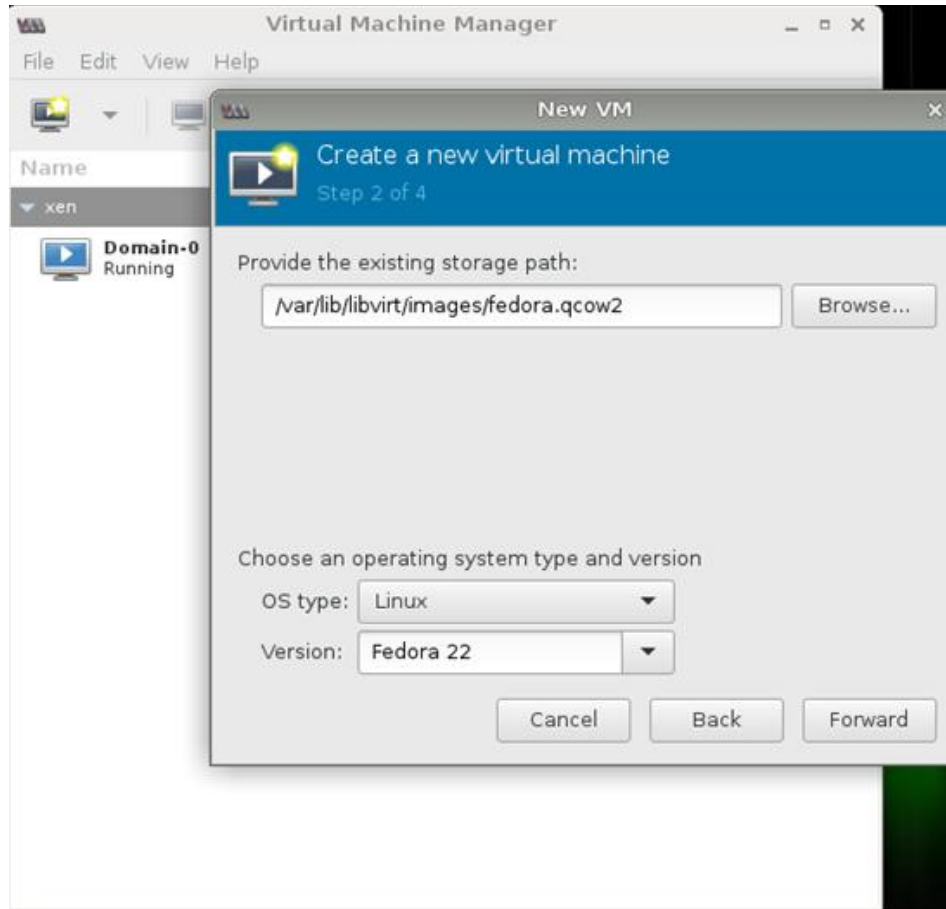 Virtual Machine Manager
File Edit View Help
New VM
Create a new virtual machine
Step 2 of 4
Name
xen
Domain-0
Running
Provide the existing storage path:
/var/lib/libvirt/images/fedora.qcow2 Browse...
Choose an operating system type and version
OS type: Linux
Version: Fedora 22
Cancel Back Forward